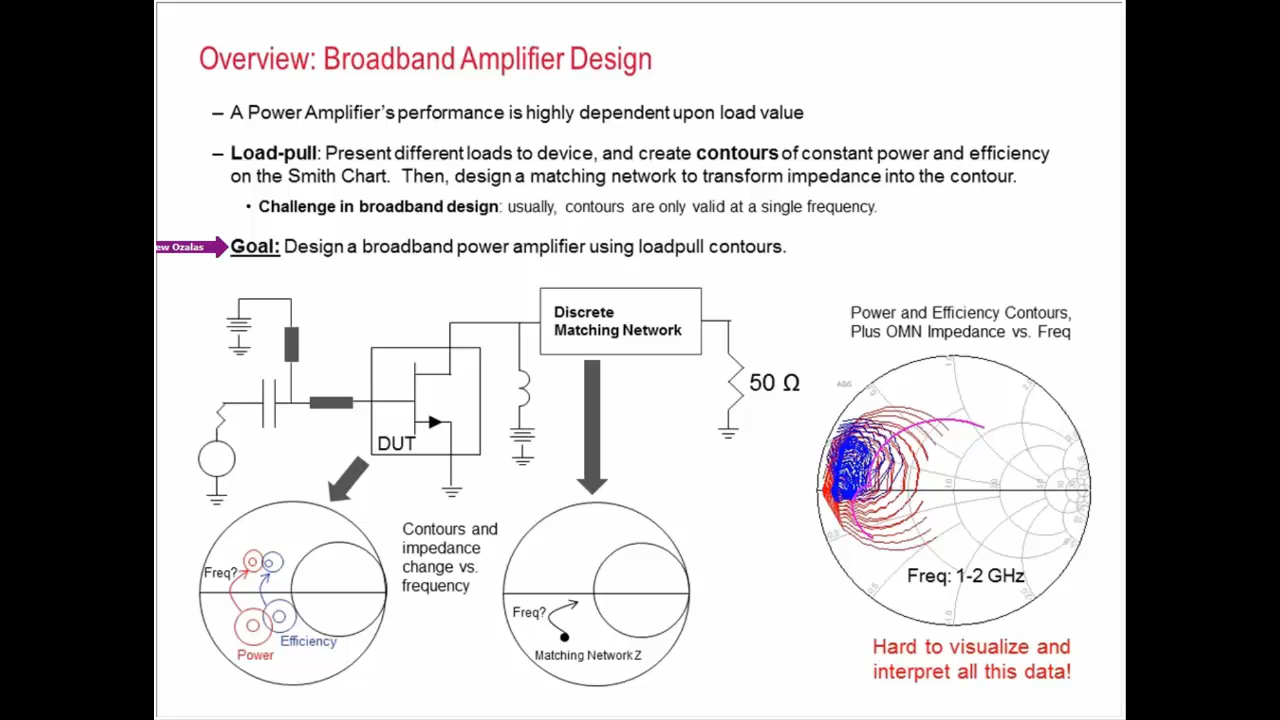 Overview: Broadband Amplifier Design
– A Power Amplifier's performance is highly dependent upon load value
– Load-pull: Present different loads to device, and create contours of constant power and efficiency
on the Smith Chart. Then, design a matching network to transform impedance into the contour.
• Challenge in broadband design: usually, contours are only valid at a single frequency.
ew Ozalas
Goal: Design a broadband power amplifier using loadpull contours.
Discrete
Matching Network
50 Ω
DUT
Power and Efficiency Contours,
Plus OMN Impedance vs. Freq
ADS
Freq: 1-2 GHz
Hard to visualize and
interpret all this data!
Contours and
impedance
change vs.
frequency
Freq?
Efficiency
Power
Freq?
Matching Network Z